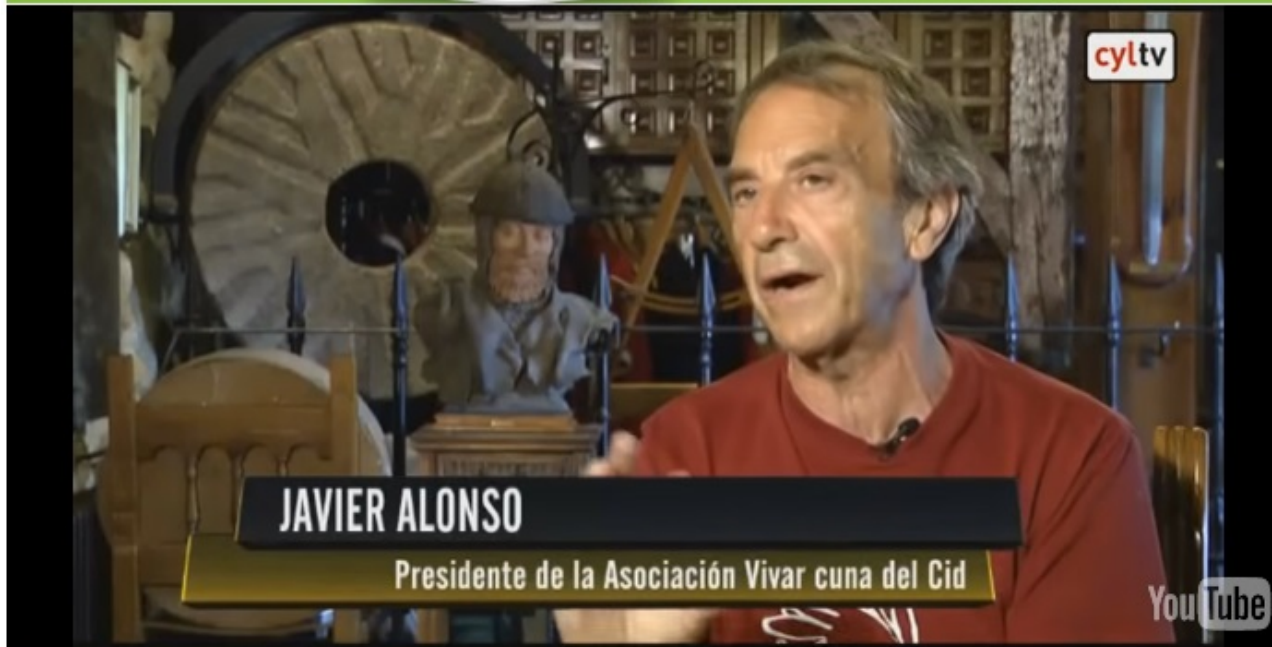 cyltv
JAVIER ALONSO
Presidente de la Asociación Vivar cuna del Cid
YouTube